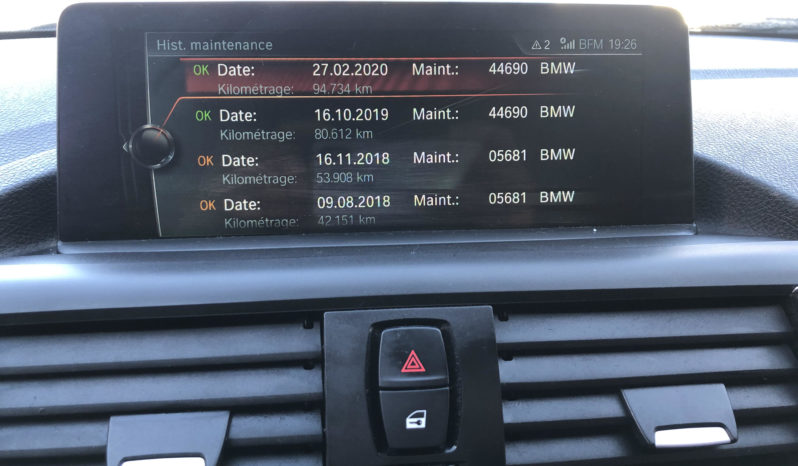 Hist. maintenance 2 BFM 19:26
OK Date: 27.02.2020 Maint.: 44690 BMW
Kilométrage: 94.734 km
OK Date: 16.10.2019 Maint.: 44690 BMW
Kilométrage: 80.612 km
OK Date: 16.11.2018 Maint.: 05681 BMW
Kilométrage: 53.908 km
OK Date: 09.08.2018 Maint.: 05681 BMW
Kilométrage: 42.151 km